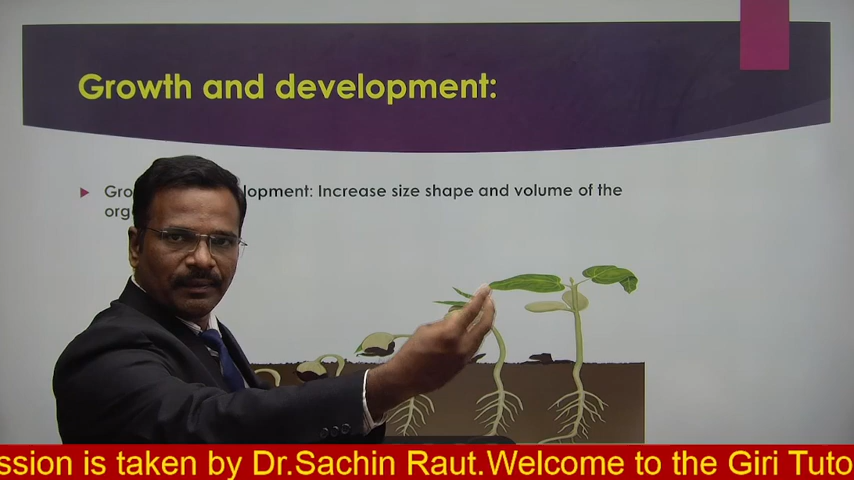 Growth and development:
Gro lopment: Increase size shape and volume of the
org
ssion is taken by Dr.Sachin Raut.Welcome to the Giri Tuto